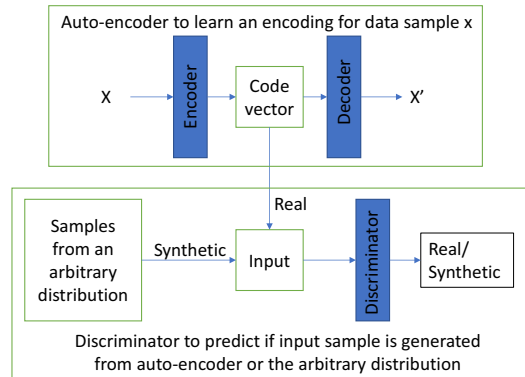 Auto-encoder to learn an encoding for data sample x
X
Encoder
Code
vector
Decoder
X’
Real
Samples
from an
arbitrary
distribution
Synthetic
Input
Discriminator
Real/
Synthetic
Discriminator to predict if input sample is generated
from auto-encoder or the arbitrary distribution